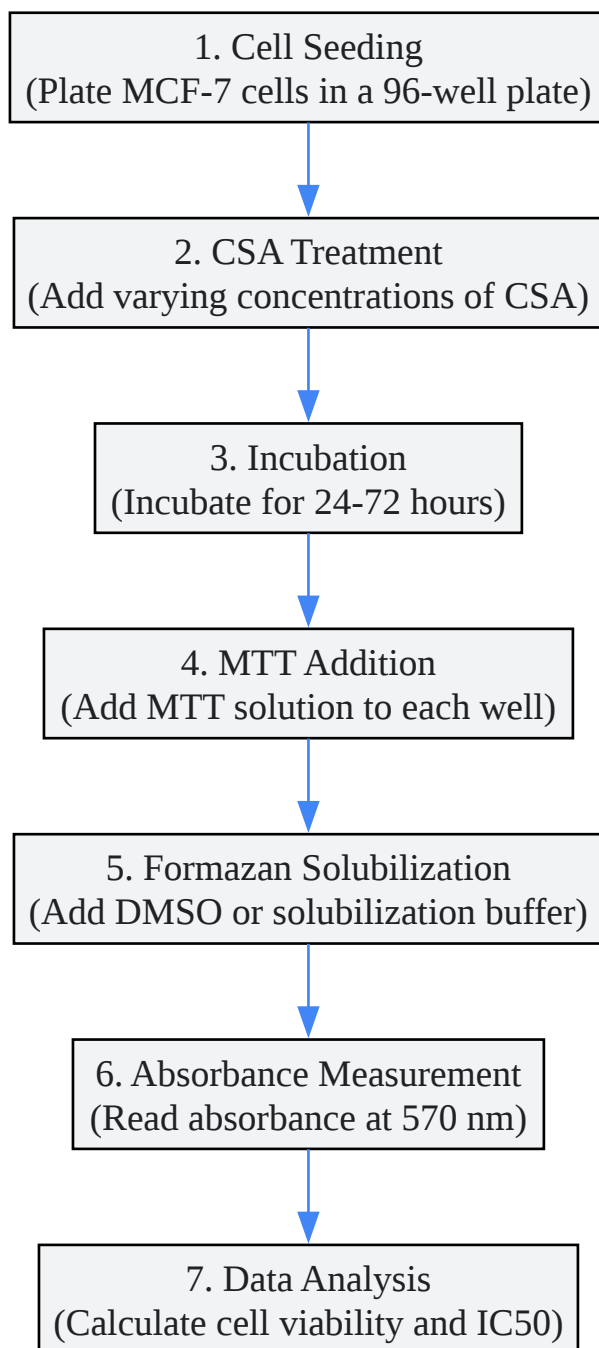 1. Cell Seeding
(Plate MCF-7 cells in a 96-well plate)
2. CSA Treatment
(Add varying concentrations of CSA)
3. Incubation
(Incubate for 24-72 hours)
4. MTT Addition
(Add MTT solution to each well)
5. Formazan Solubilization
(Add DMSO or solubilization buffer)
6. Absorbance Measurement
(Read absorbance at 570 nm)
7. Data Analysis
(Calculate cell viability and IC50)